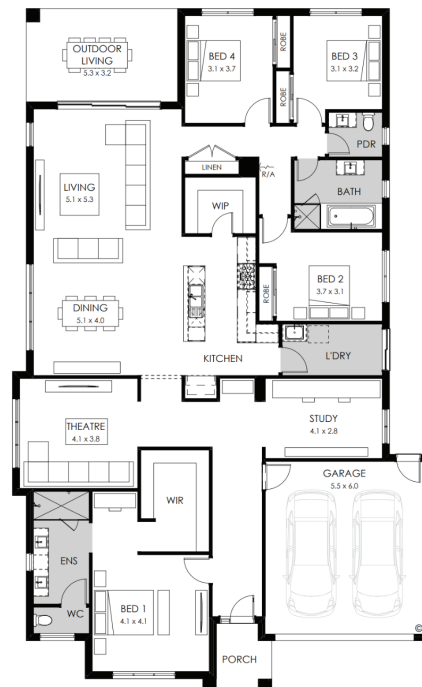 OUTDOOR
LIVING
5.3 x 3.2
BED 4
3.1 x 3.7
ROBE
ROBE
BED 3
3.1 x 3.2
PDR
LINEN
R/A
BATH
LIVING
5.1 x 5.3
WIP
BED 2
3.7 x 3.1
ROBE
DINING
5.1 x 4.0
KITCHEN
L'DRY
THEATRE
4.1 x 3.8
STUDY
4.1 x 2.8
GARAGE
5.5 x 6.0
WIR
ENS
WC
BED 1
4.1 x 4.1
PORCH
©